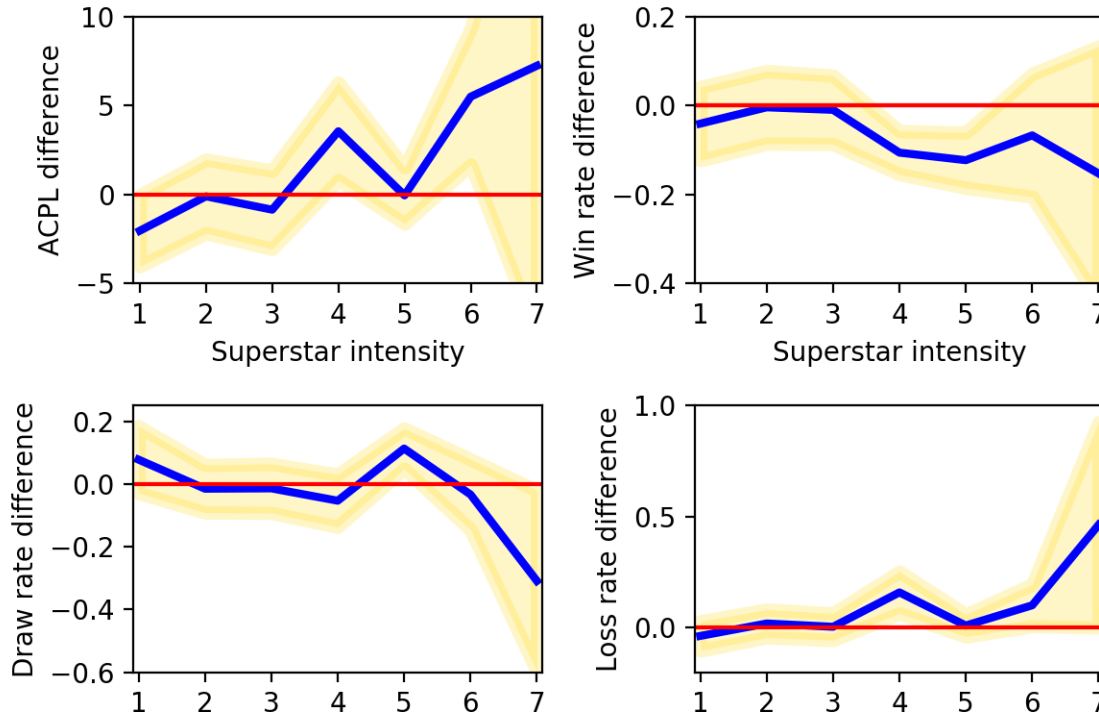 ACPL difference
10
5
0
−5
1 2 3 4 5 6 7
Superstar intensity
Win rate difference
0.2
0.0
−0.2
−0.4
1 2 3 4 5 6 7
Superstar intensity
Draw rate difference
0.2
0.0
−0.2
−0.4
−0.6
1 2 3 4 5 6 7
Loss rate difference
1.0
0.5
0.0
1 2 3 4 5 6 7